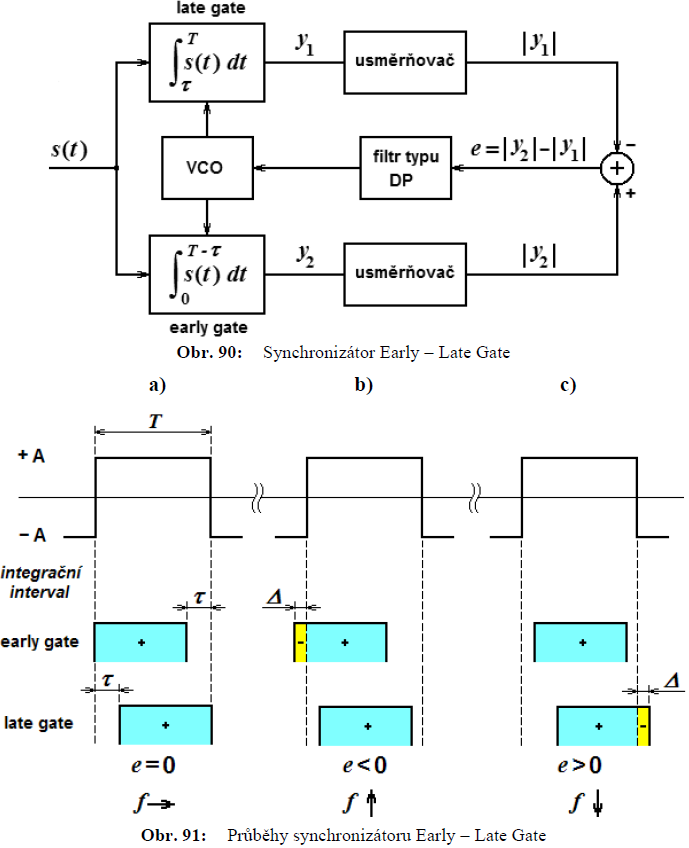 late gate
∫τT s(t) dt
y1
usměrňovač
|y1|
s(t)
VCO
filtr typu
DP
e = |y2| – |y1|
–
+
+
∫0T - τ s(t) dt
y2
usměrňovač
|y2|
early gate
Obr. 90: Synchronizátor Early – Late Gate
a) b) c)
T
+ A
– A
integrační
interval
τ
Δ
early gate
+
-
+
+
τ
Δ
late gate
+
+
+
-
e=0
e<0
e>0
f→
f↑
f↓
Obr. 91: Průběhy synchronizátoru Early – Late Gate